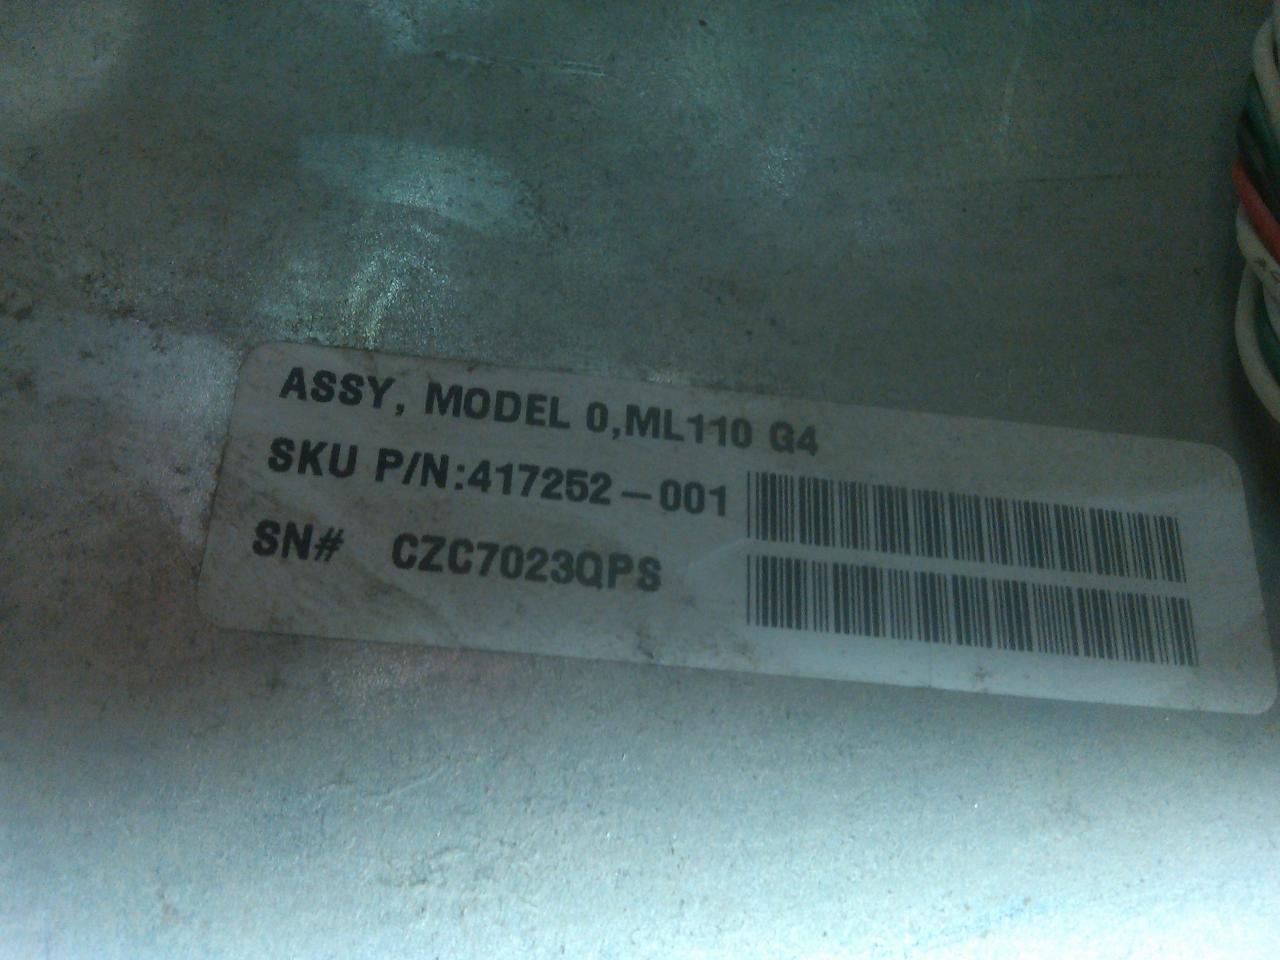 ASSY, MODEL 0,ML110 G4
SKU P/N:417252-001
SN# CZC7023QPS